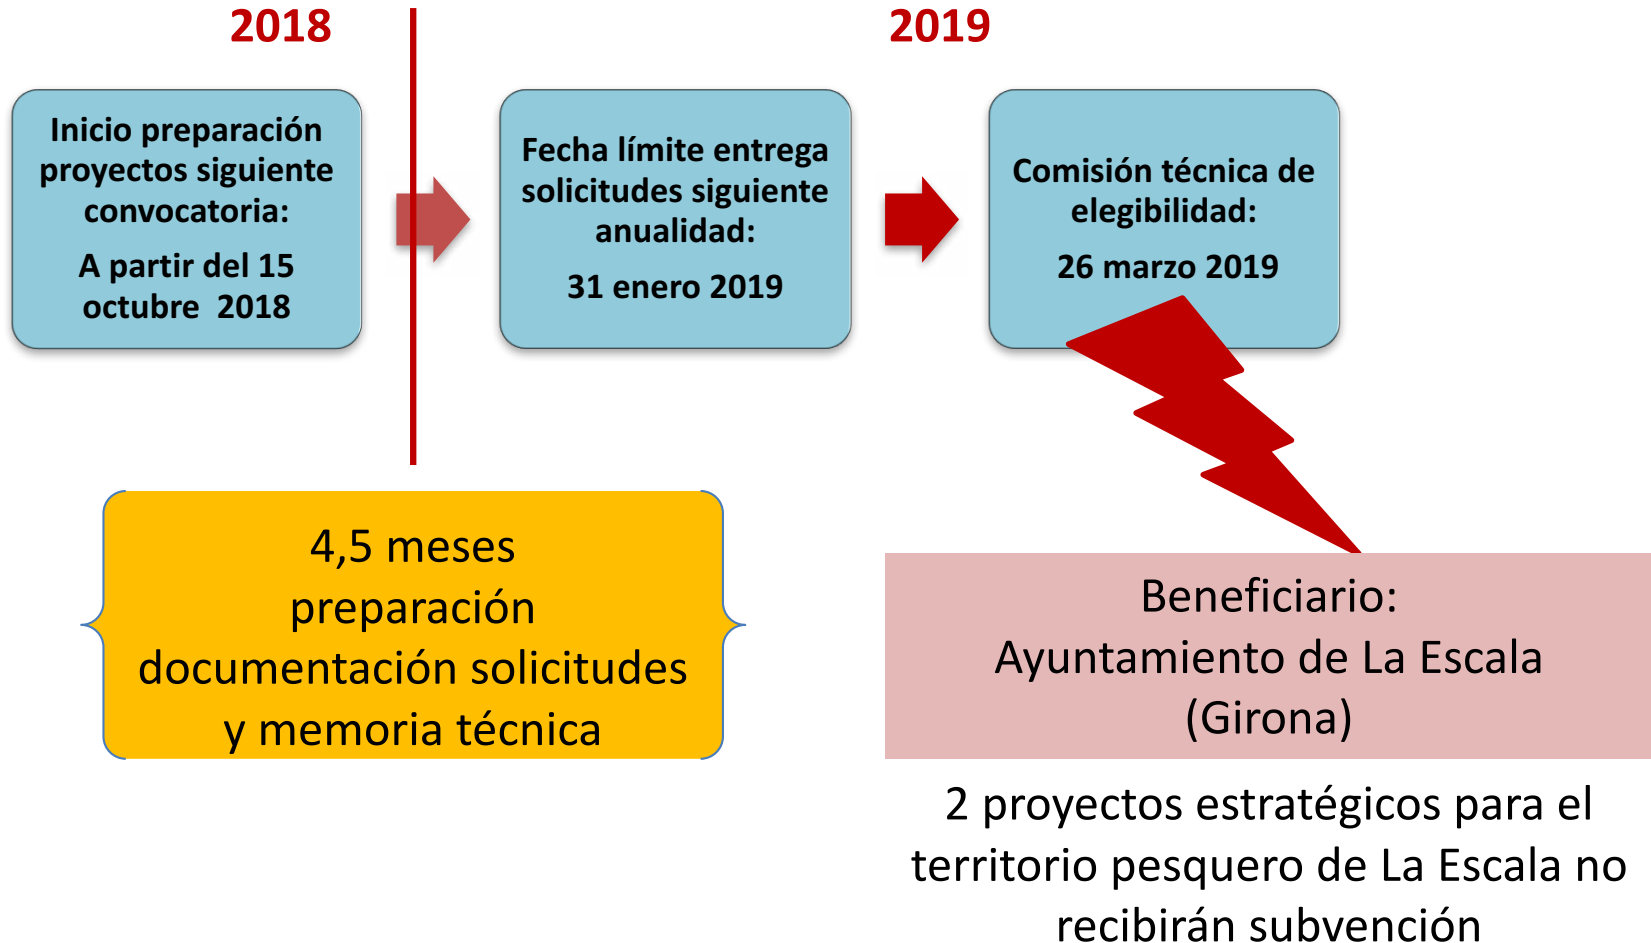 2018
2019
Inicio preparación
proyectos siguiente
convocatoria:
A partir del 15
octubre 2018
Fecha límite entrega
solicitudes siguiente
anualidad:
31 enero 2019
Comisión técnica de
elegibilidad:
26 marzo 2019
4,5 meses
preparación
documentación solicitudes
y memoria técnica
Beneficiario:
Ayuntamiento de La Escala
(Girona)
2 proyectos estratégicos para el
territorio pesquero de La Escala no
recibirán subvención